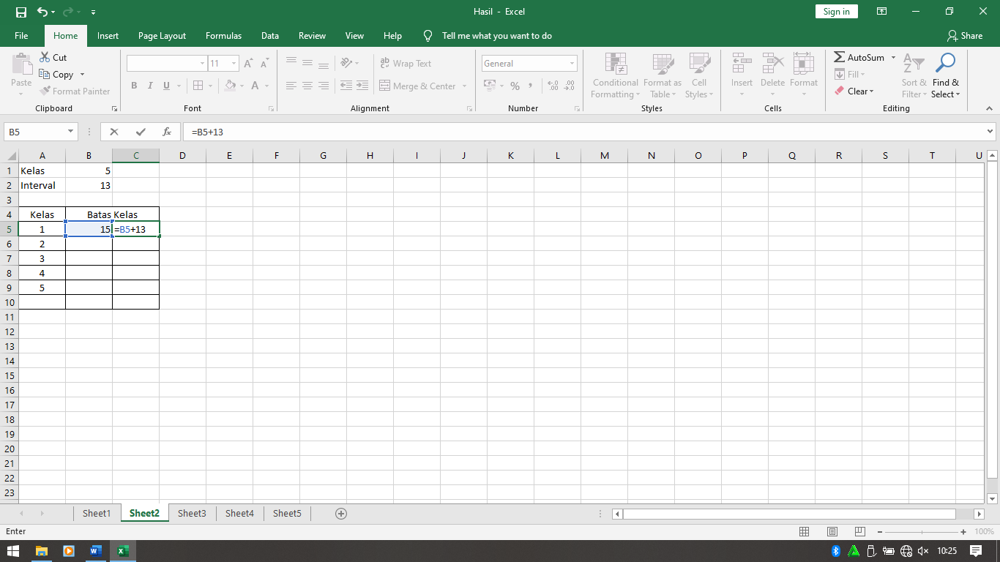 Hasil - Excel
Sign in
File Home Insert Page Layout Formulas Data Review View Help Tell me what you want to do Share
Paste
Cut
Copy
Format Painter
Clipboard
11
B I U
A A
A
Font
ab Wrap Text
Merge & Center
Alignment
General
% ,
.00 .0
Number
Conditional Formatting
Format as Table
Cell Styles
Styles
Insert Delete Format
Cells
AutoSum
Fill
Clear
Sort & Filter
Find & Select
Editing
B5 fx =B5+13
A B C D E F G H I J K L M N O P Q R S T U
1 Kelas 5
2 Interval 13
3
4 Kelas Batas Kelas
5 1 15 =B5+13
6 2
7 3
8 4
9 5
10
11
12
13
14
15
16
17
18
19
20
21
22
23
Sheet1 Sheet2 Sheet3 Sheet4 Sheet5
Enter 100%
10:25